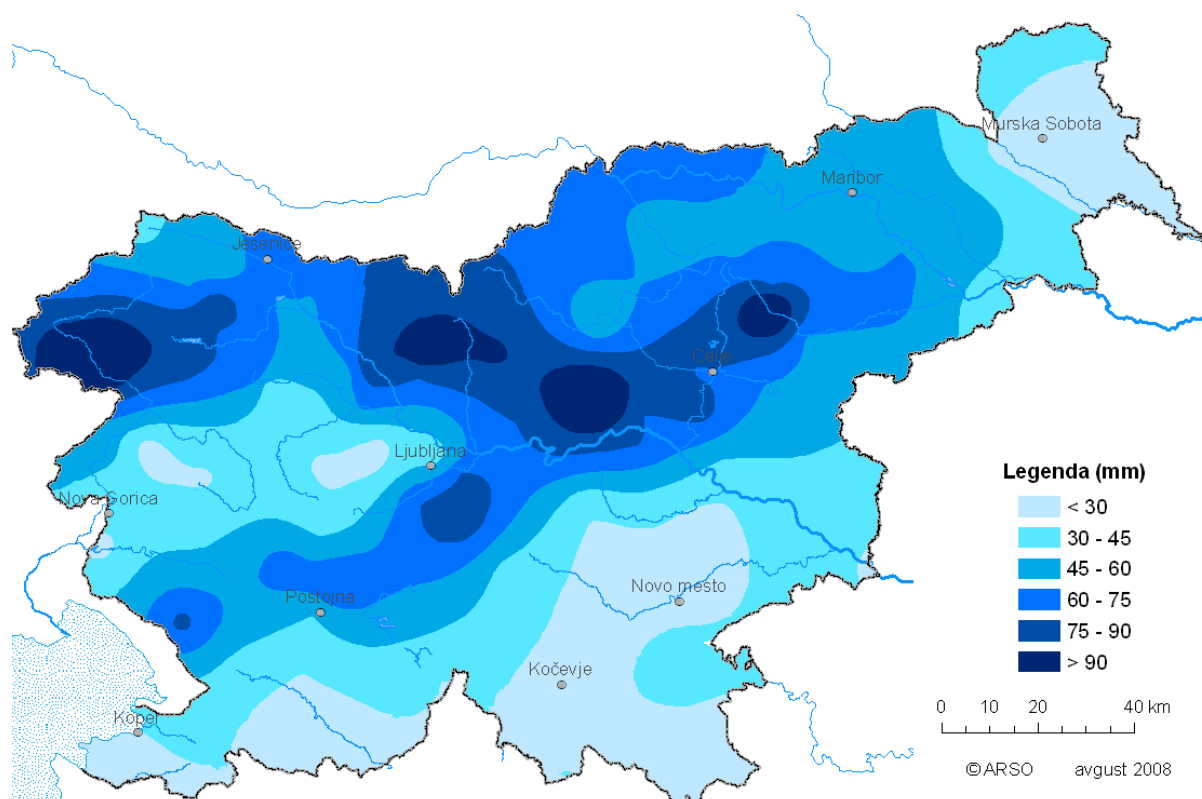 Murska Sobota
Maribor
Jesenice
Celje
Ljubljana
Nova Gorica
Postojna
Novo mesto
Kočevje
Koper
Legenda (mm)
< 30
30 - 45
45 - 60
60 - 75
75 - 90
> 90
0 10 20 40 km
©ARSO avgust 2008